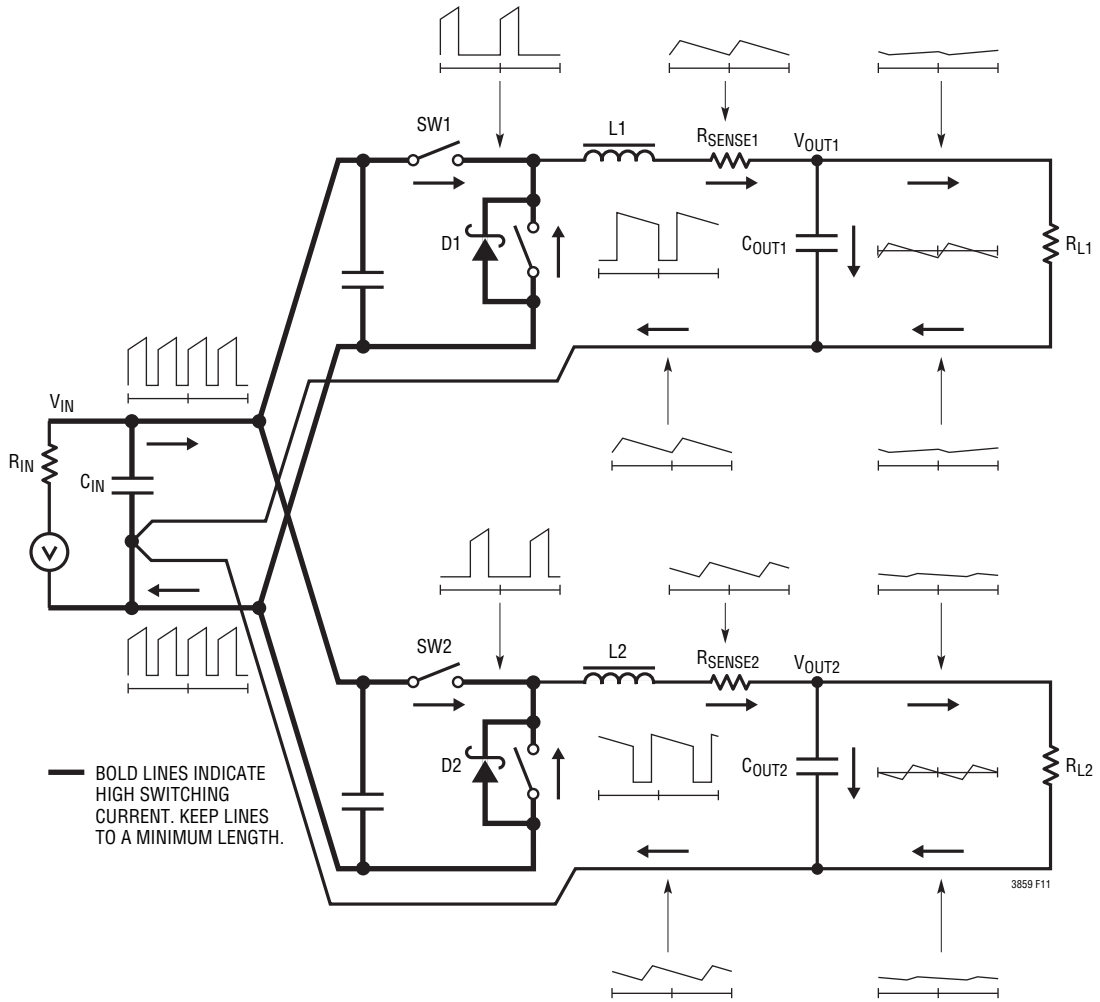 SW1
L1
RSENSE1
VOUT1
D1
COUT1
RL1
VIN
RIN
CIN
V
SW2
L2
RSENSE2
VOUT2
D2
COUT2
RL2
BOLD LINES INDICATE
HIGH SWITCHING
CURRENT. KEEP LINES
TO A MINIMUM LENGTH.
3859 F11